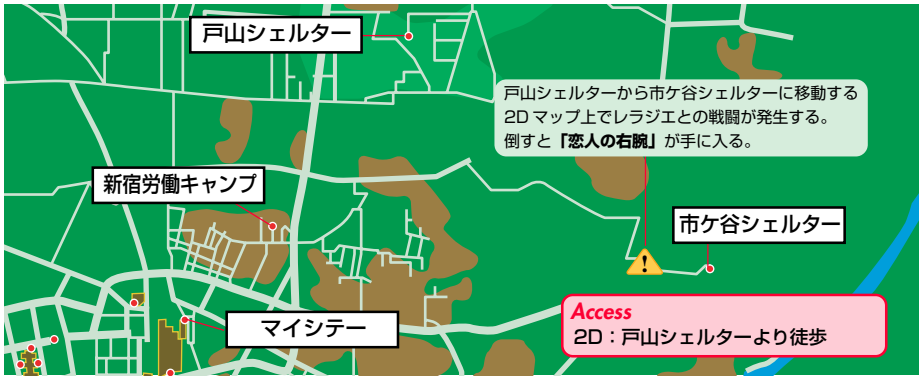 戸山シェルター
戸山シェルターから市ケ谷シェルターに移動する
2Dマップ上でレラジエとの戦闘が発生する。
倒すと「恋人の右腕」が手に入る。
新宿労働キャンプ
市ケ谷シェルター
Access
2D：戸山シェルターより徒歩
マイシテー